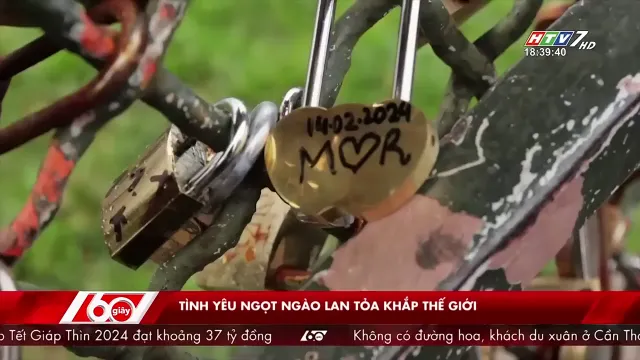 HTV7 HD
18:39:40
14.02.2024
M♡R
60 giây
TÌNH YÊU NGỌT NGÀO LAN TỎA KHẮP THẾ GIỚI
Tết Giáp Thìn 2024 đạt khoảng 37 tỷ đồng
60
Không có đường hoa, khách du xuân ở Cần